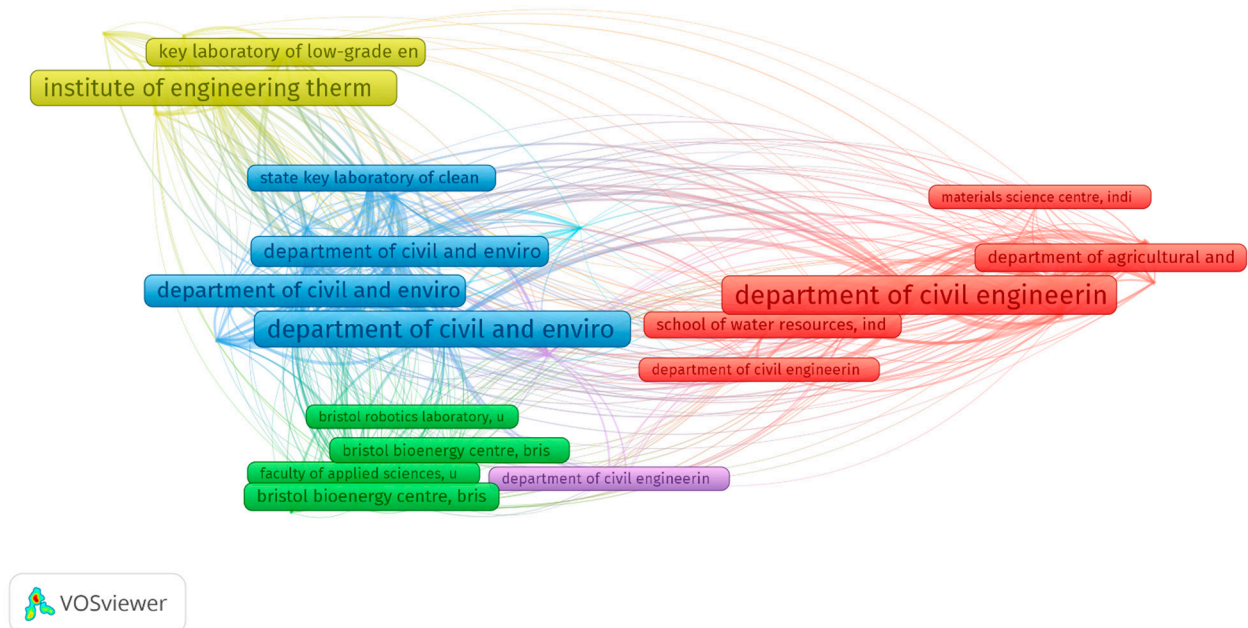 key laboratory of low-grade en
institute of engineering therm
state key laboratory of clean
materials science centre, indi
department of civil and enviro
department of agricultural and
department of civil and enviro
department of civil engineerin
department of civil and enviro
school of water resources, ind
department of civil engineerin
bristol robotics laboratory, u
bristol bioenergy centre, bris
faculty of applied sciences, u
department of civil engineerin
bristol bioenergy centre, bris
VOSviewer